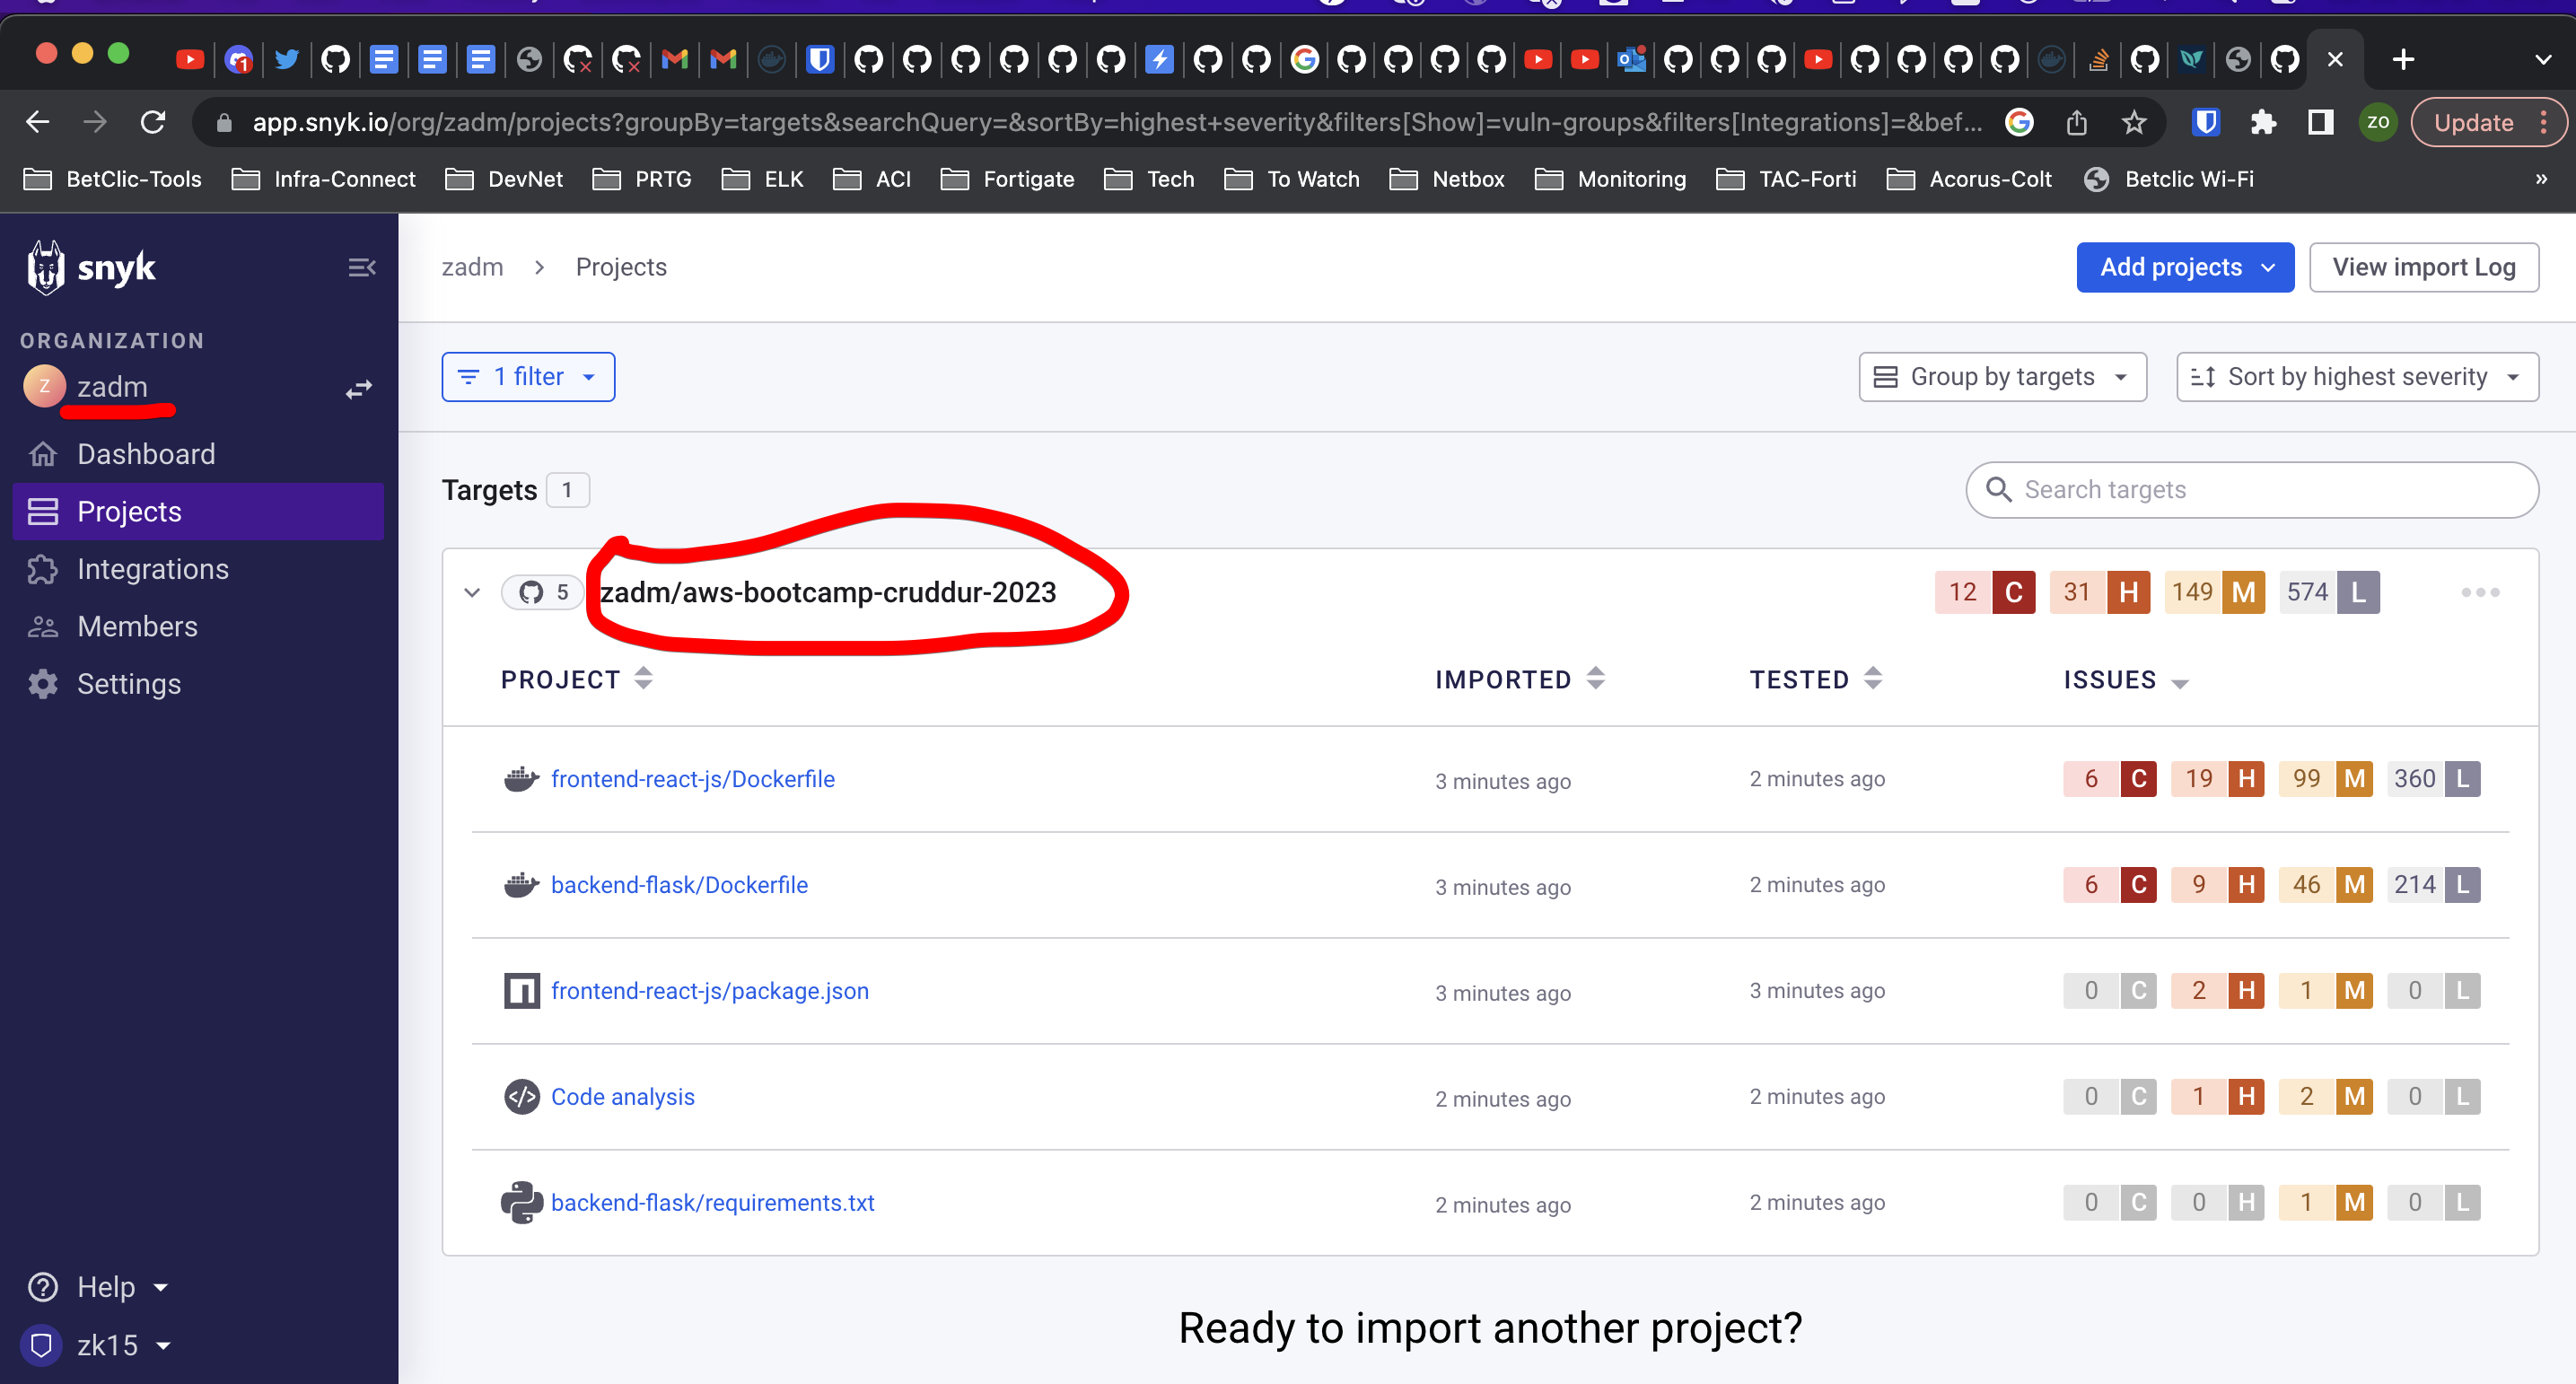 app.snyk.io/org/zadm/projects?groupBy=targets&searchQuery=&sortBy=highest+severity&filters[Show]=vuln-groups&filters[Integrations]=&bef...
ZO
Update
BetClic-Tools
Infra-Connect
DevNet
PRTG
ELK
ACI
Fortigate
Tech
To Watch
Netbox
Monitoring
TAC-Forti
Acorus-Colt
Betclic Wi-Fi
»
snyk
zadm > Projects
Add projects
View import Log
ORGANIZATION
Z zadm
Dashboard
Projects
Integrations
Members
Settings
Help
zk15
1 filter
Group by targets
Sort by highest severity
Targets 1
Search targets
5 zadm/aws-bootcamp-cruddur-2023 12 C 31 H 149 M 574 L
PROJECT IMPORTED TESTED ISSUES
frontend-react-js/Dockerfile 3 minutes ago 2 minutes ago 6 C 19 H 99 M 360 L
backend-flask/Dockerfile 3 minutes ago 2 minutes ago 6 C 9 H 46 M 214 L
frontend-react-js/package.json 3 minutes ago 3 minutes ago 0 C 2 H 1 M 0 L
Code analysis 2 minutes ago 2 minutes ago 0 C 1 H 2 M 0 L
backend-flask/requirements.txt 2 minutes ago 2 minutes ago 0 C 0 H 1 M 0 L
Ready to import another project?